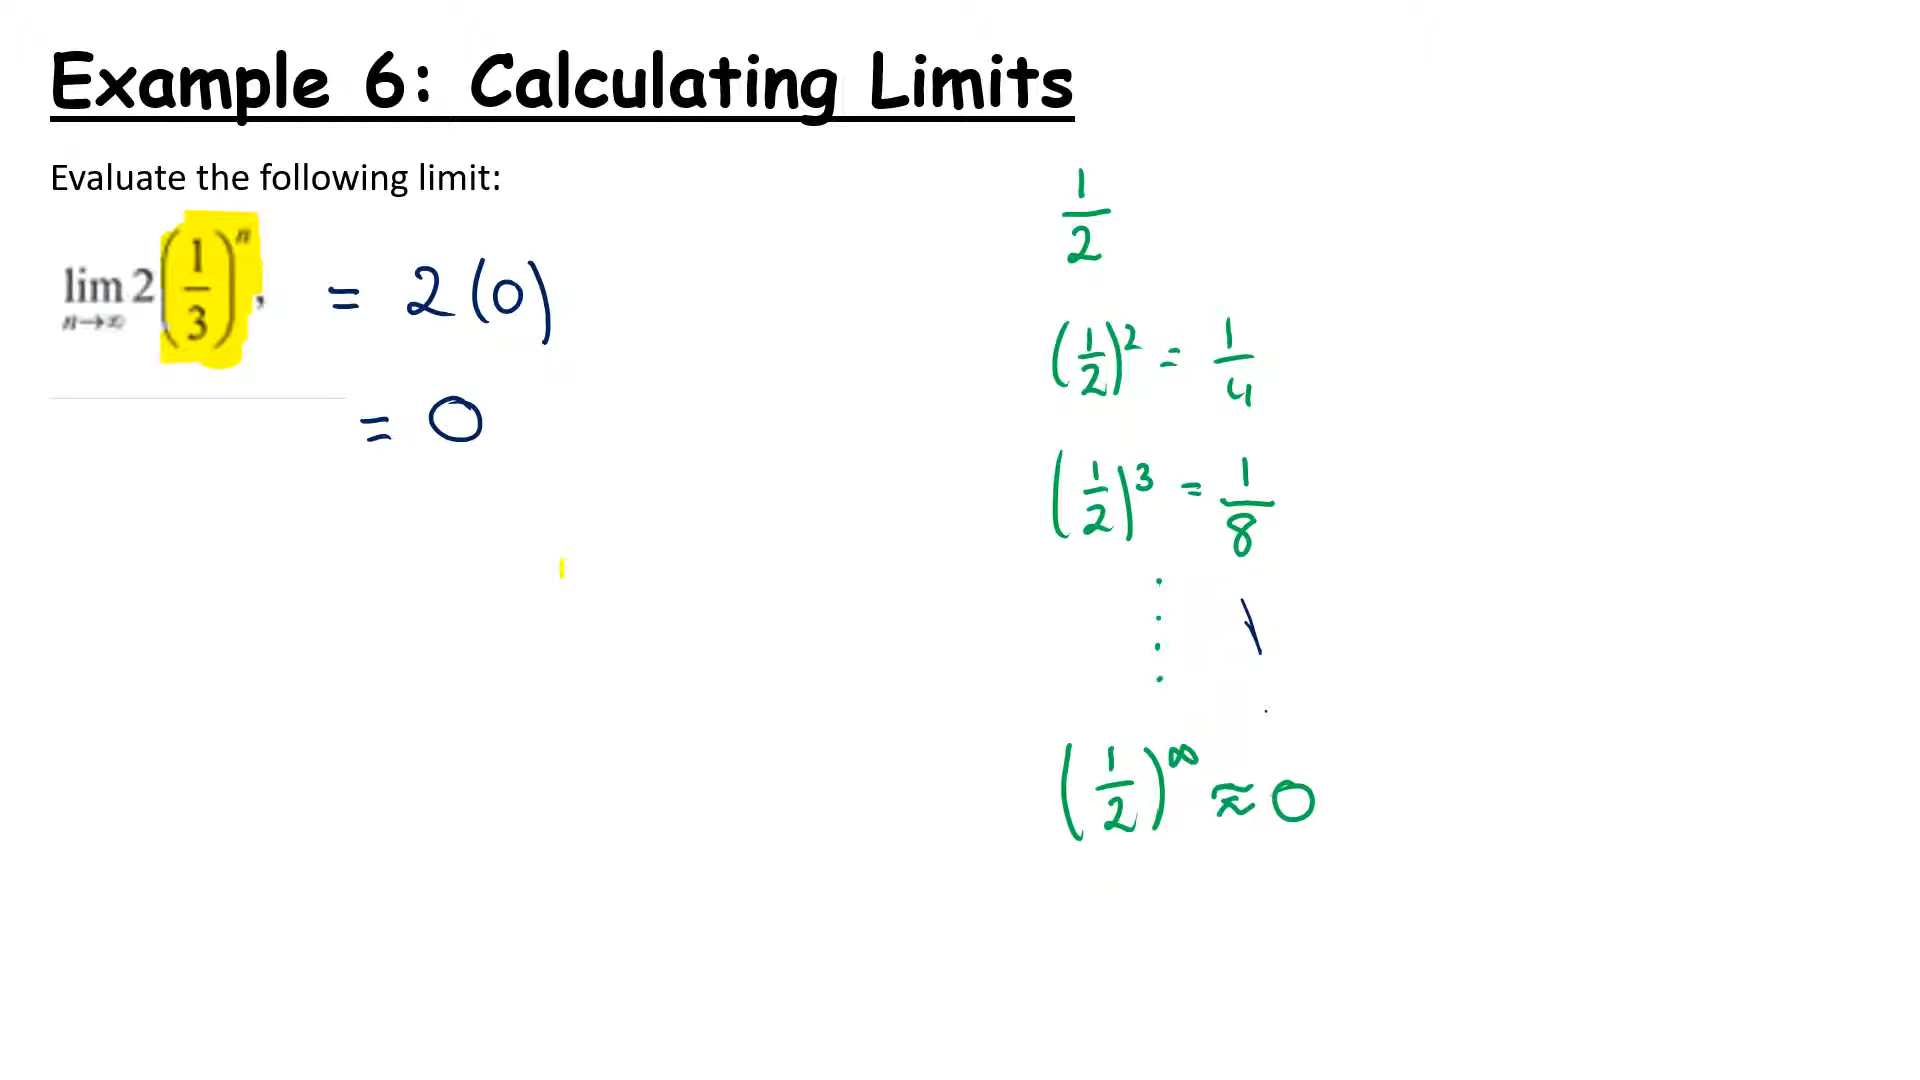 Example 6: Calculating Limits
Evaluate the following limit:
lim n→∞ 2(1/3)^n, = 2(0)
= 0
1/2
(1/2)^2 = 1/4
(1/2)^3 = 1/8
(1/2)^∞ ≈ 0